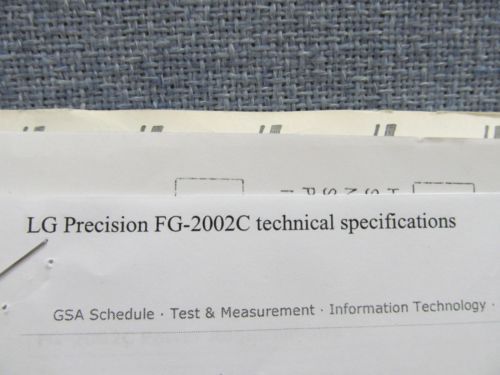 LG Precision FG-2002C technical specifications
GSA Schedule · Test & Measurement · Information Technology ·